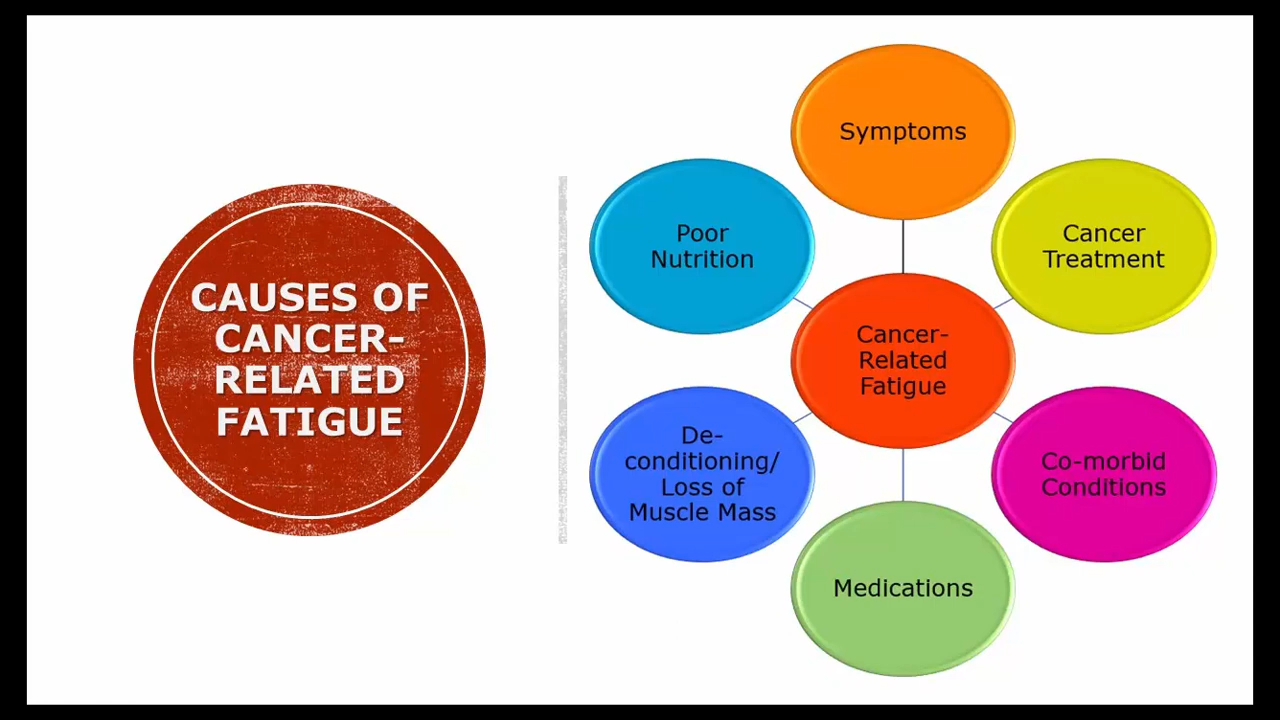 CAUSES OF
CANCER-
RELATED
FATIGUE
Symptoms
Cancer
Treatment
Co-morbid
Conditions
Medications
De-
conditioning/
Loss of
Muscle Mass
Poor
Nutrition
Cancer-
Related
Fatigue